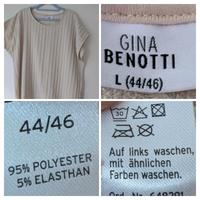 GINA
BENOTTI
L (44/46)
44/46
95% POLYESTER
5% ELASTHAN
30
Auf links waschen,
mit ähnlichen
Farben waschen.